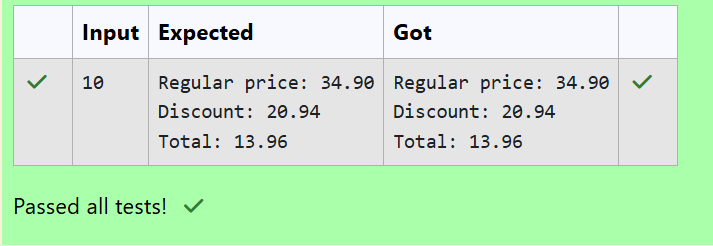 Input Expected Got
10 Regular price: 34.90 Regular price: 34.90
Discount: 20.94 Discount: 20.94
Total: 13.96 Total: 13.96
Passed all tests!